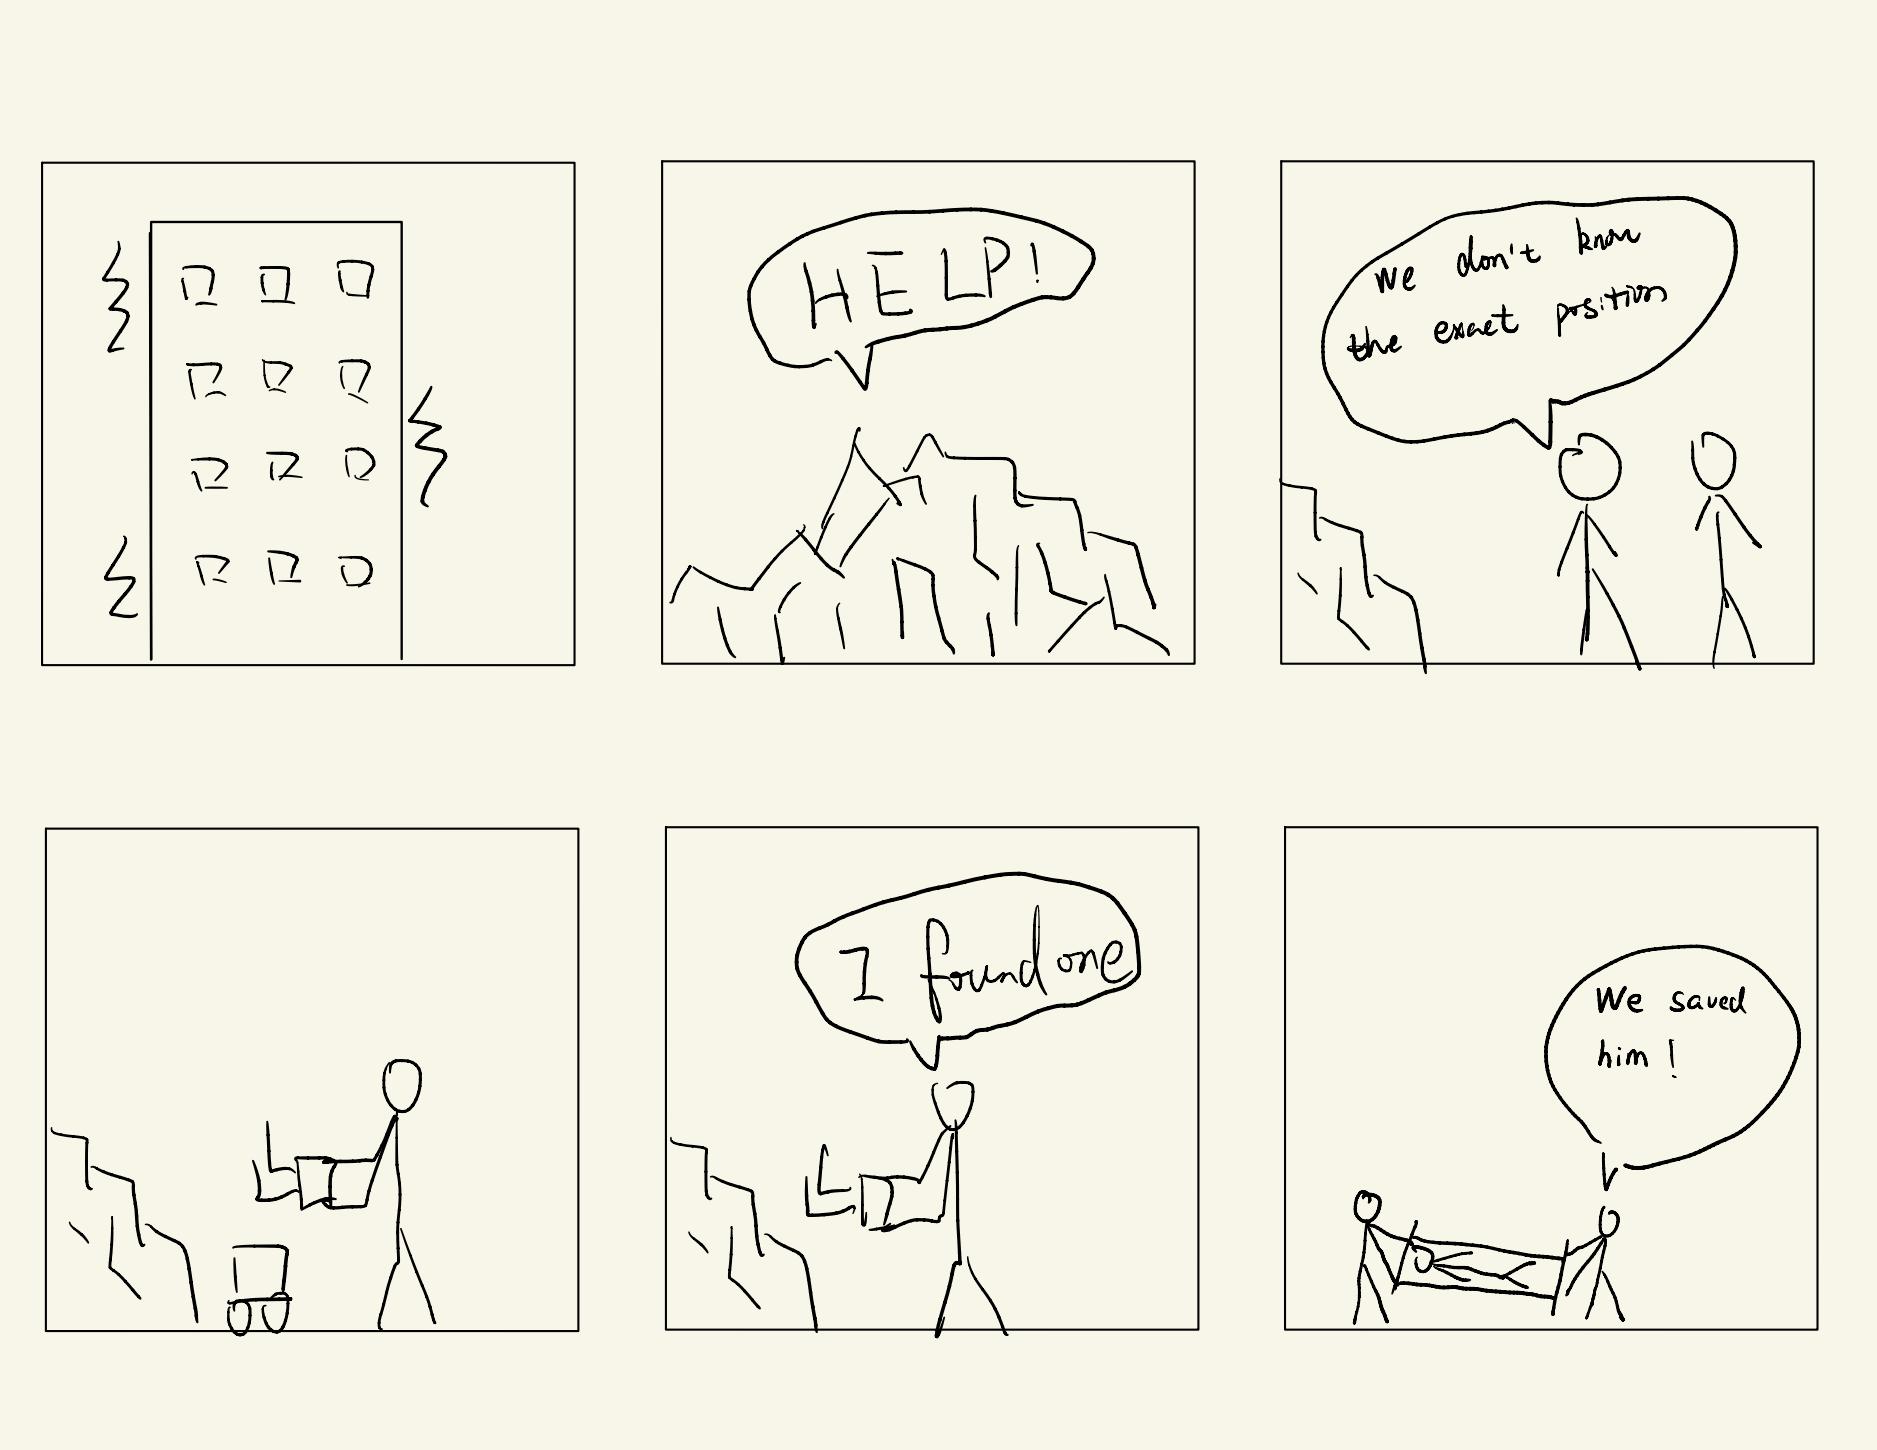 HELP!
We don't know
the exact position
I found one
We saved
him!